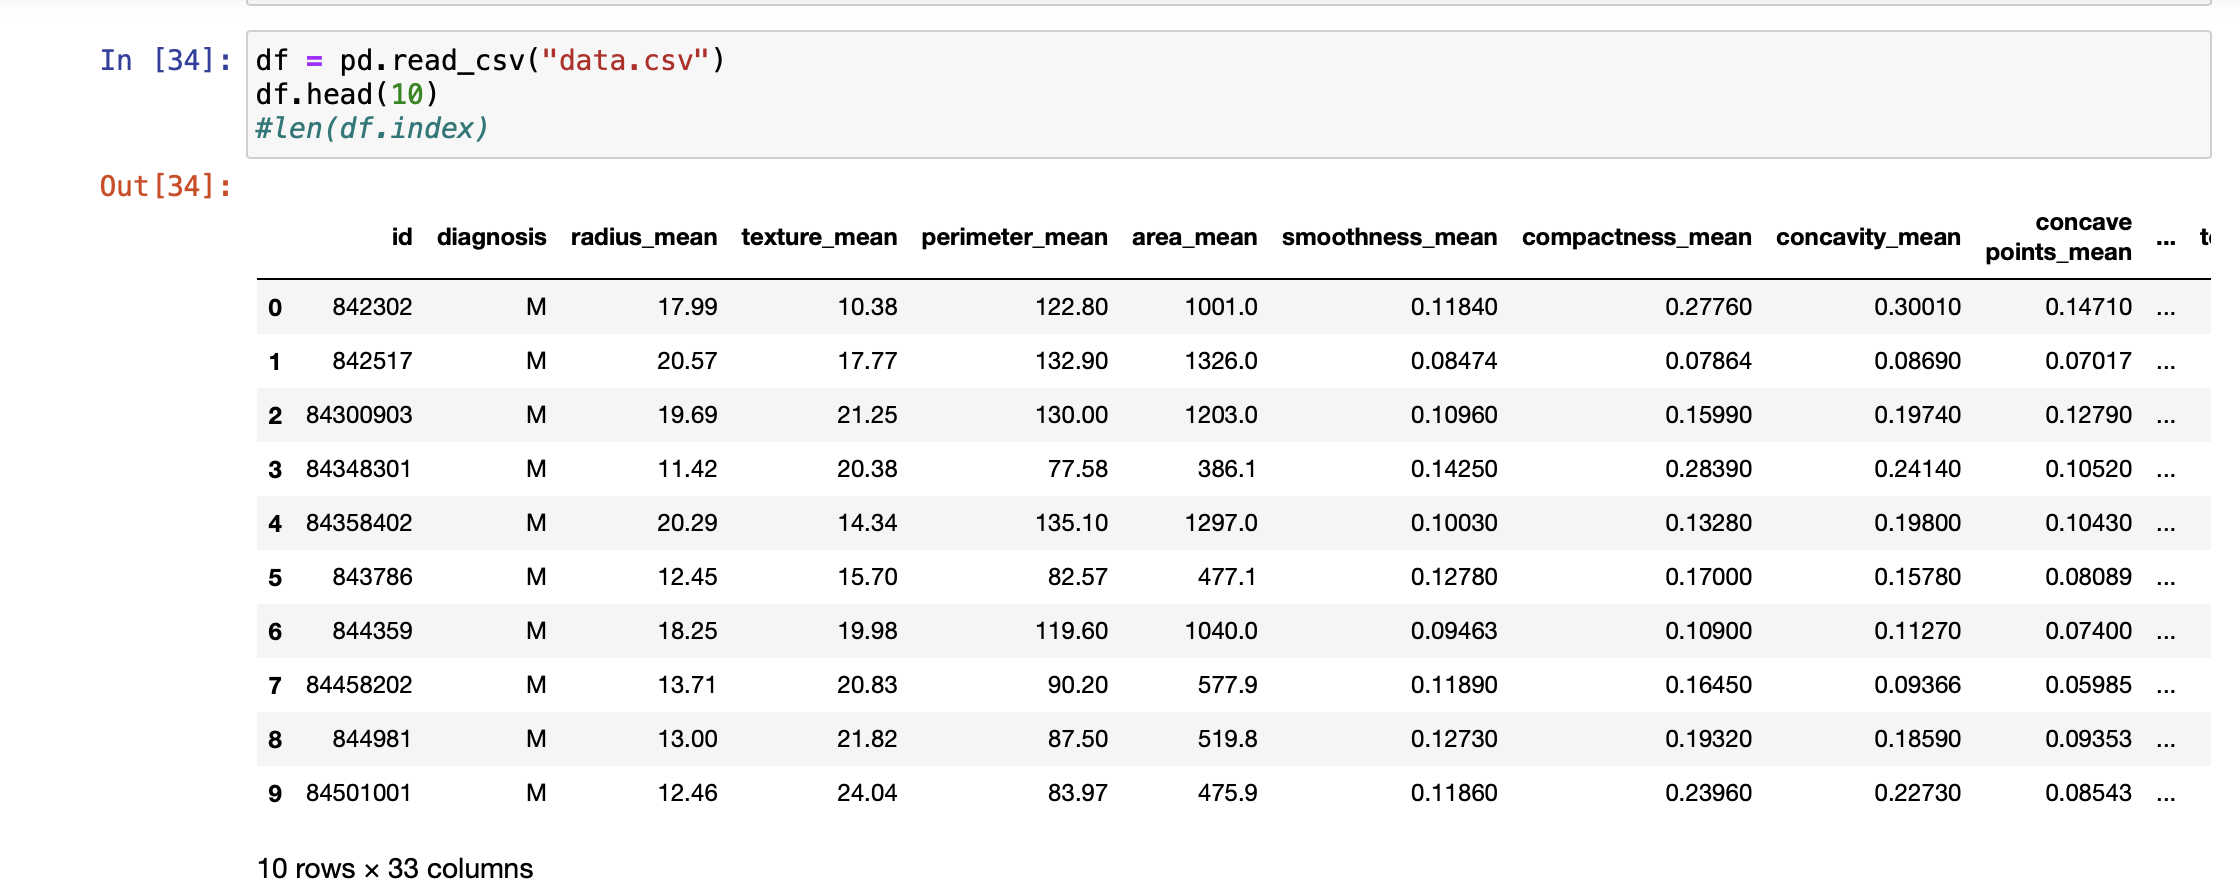 In [34]:
df = pd.read_csv("data.csv")
df.head(10)
#len(df.index)
Out[34]:
id diagnosis radius_mean texture_mean perimeter_mean area_mean smoothness_mean compactness_mean concavity_mean concave points_mean ...
0 842302 M 17.99 10.38 122.80 1001.0 0.11840 0.27760 0.30010 0.14710 ...
1 842517 M 20.57 17.77 132.90 1326.0 0.08474 0.07864 0.08690 0.07017 ...
2 84300903 M 19.69 21.25 130.00 1203.0 0.10960 0.15990 0.19740 0.12790 ...
3 84348301 M 11.42 20.38 77.58 386.1 0.14250 0.28390 0.24140 0.10520 ...
4 84358402 M 20.29 14.34 135.10 1297.0 0.10030 0.13280 0.19800 0.10430 ...
5 843786 M 12.45 15.70 82.57 477.1 0.12780 0.17000 0.15780 0.08089 ...
6 844359 M 18.25 19.98 119.60 1040.0 0.09463 0.10900 0.11270 0.07400 ...
7 84458202 M 13.71 20.83 90.20 577.9 0.11890 0.16450 0.09366 0.05985 ...
8 844981 M 13.00 21.82 87.50 519.8 0.12730 0.19320 0.18590 0.09353 ...
9 84501001 M 12.46 24.04 83.97 475.9 0.11860 0.23960 0.22730 0.08543 ...
10 rows × 33 columns